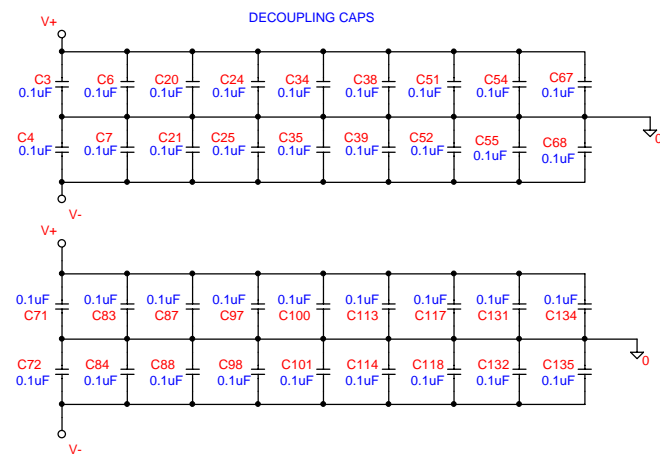 DECOUPLING CAPS
V+
C3 C6 C20 C24 C34 C38 C51 C54 C67
0.1uF 0.1uF 0.1uF 0.1uF 0.1uF 0.1uF 0.1uF 0.1uF 0.1uF
0
C4 C7 C21 C25 C35 C39 C52 C55 C68
0.1uF 0.1uF 0.1uF 0.1uF 0.1uF 0.1uF 0.1uF 0.1uF 0.1uF
V-
V+
0.1uF 0.1uF 0.1uF 0.1uF 0.1uF 0.1uF 0.1uF 0.1uF 0.1uF
C71 C83 C87 C97 C100 C113 C117 C131 C134
0
C72 C84 C88 C98 C101 C114 C118 C132 C135
0.1uF 0.1uF 0.1uF 0.1uF 0.1uF 0.1uF 0.1uF 0.1uF 0.1uF
V-